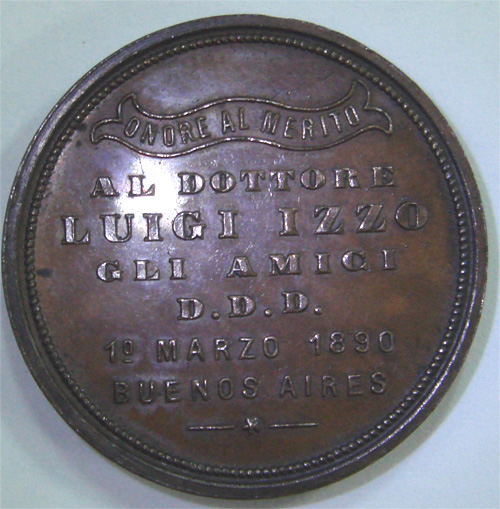 ONORE AL MERITO
AL DOTTORE
LUIGI IZZO
GLI AMICI
D.D.D.
1º MARZO 1890
BUENOS AIRES